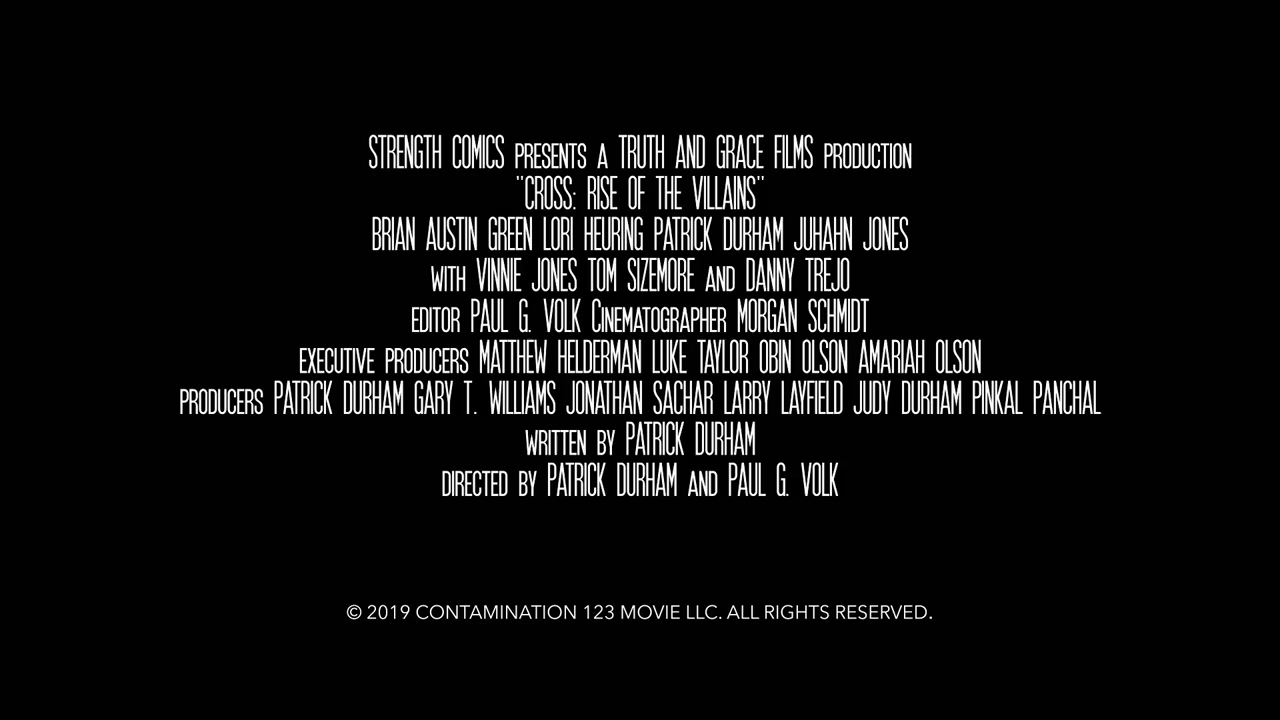 STRENGTH COMICS PRESENTS A TRUTH AND GRACE FILMS PRODUCTION
"CROSS: RISE OF THE VILLAINS"
BRIAN AUSTIN GREEN LORI HEURING PATRICK DURHAM JUHAHN JONES
WITH VINNIE JONES TOM SIZEMORE AND DANNY TREJO
EDITOR PAUL G. VOLK CINEMATOGRAPHER MORGAN SCHMIDT
EXECUTIVE PRODUCERS MATTHEW HELDERMAN LUKE TAYLOR OBIN OLSON AMARIAH OLSON
PRODUCERS PATRICK DURHAM GARY T. WILLIAMS JONATHAN SACHAR LARRY LAYFIELD JUDY DURHAM PINKAL PANCHAL
WRITTEN BY PATRICK DURHAM
DIRECTED BY PATRICK DURHAM AND PAUL G. VOLK
© 2019 CONTAMINATION 123 MOVIE LLC. ALL RIGHTS RESERVED.